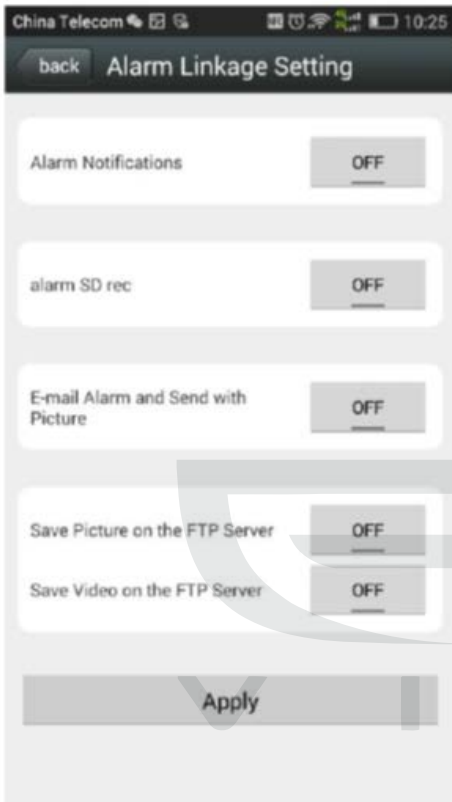 China Telecom 10:25
back Alarm Linkage Setting
Alarm Notifications OFF
alarm SD rec OFF
E-mail Alarm and Send with
Picture OFF
Save Picture on the FTP Server OFF
Save Video on the FTP Server OFF
Apply